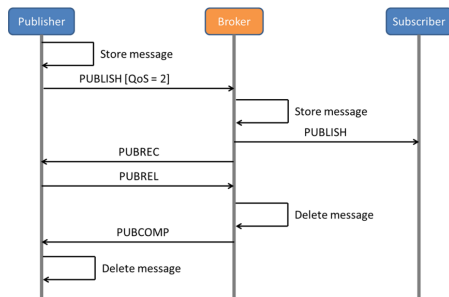 Publisher
Broker
Subscriber
Store message
PUBLISH [QoS = 2]
Store message
PUBLISH
PUBREC
PUBREL
Delete message
PUBCOMP
Delete message